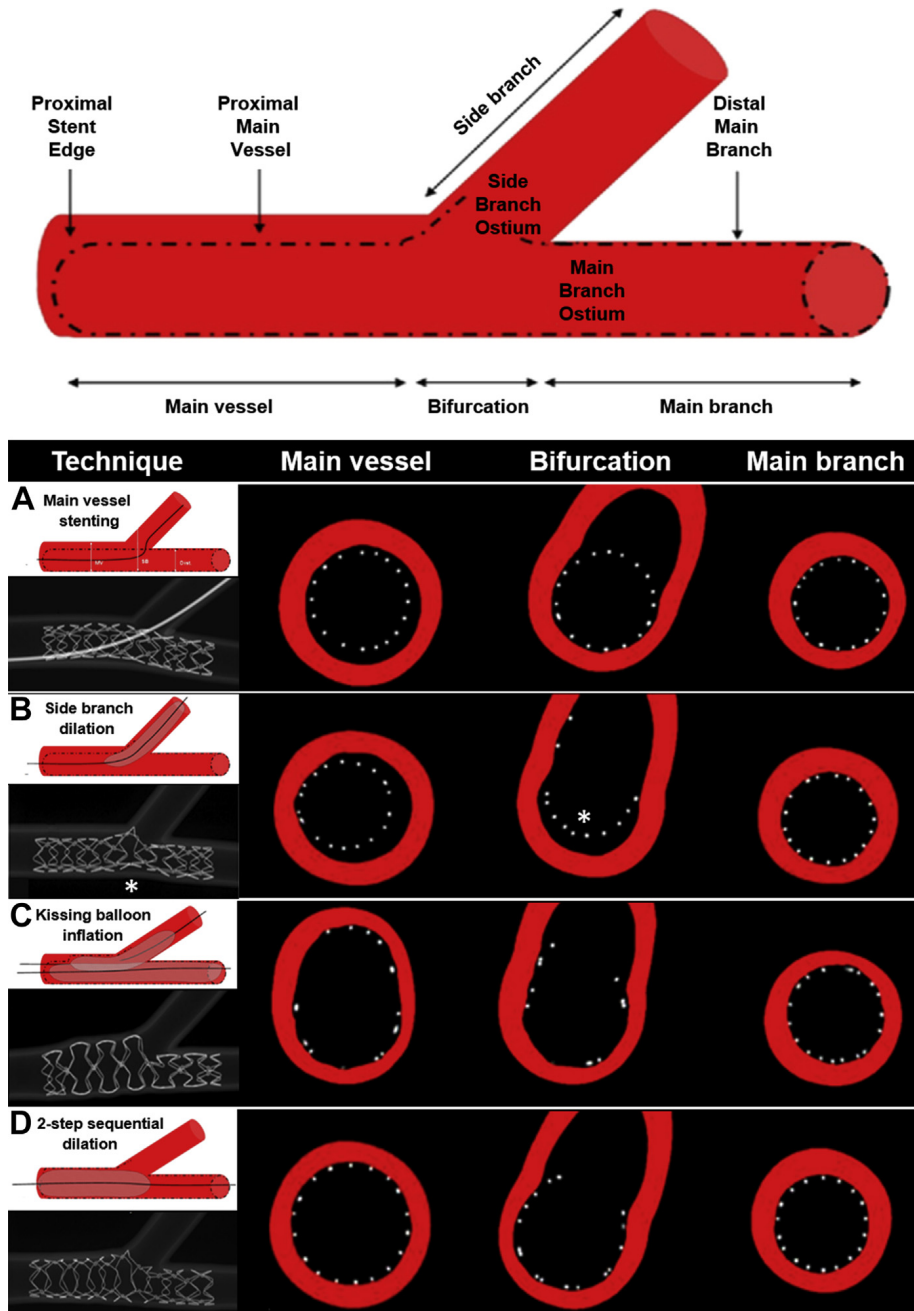 Proximal
Stent
Edge
Proximal
Main
Vessel
Side branch
Distal
Main
Branch
Side
Branch
Ostium
Main
Branch
Ostium
Main vessel
Bifurcation
Main branch
Technique
Main vessel
Bifurcation
Main branch
A
Main vessel
stenting
MV
SB
B
Side branch
dilation
*
*
C
Kissing balloon
inflation
D
2-step sequential
dilation